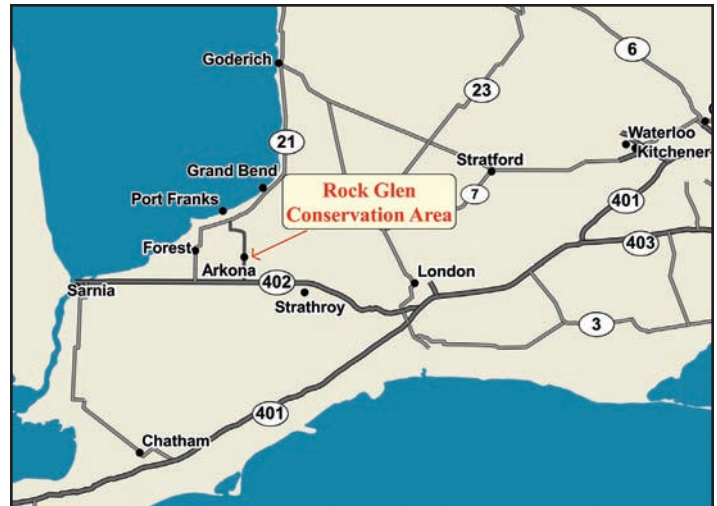 6
Goderich
23
21
Waterloo
Kitchener
Stratford
Grand Bend
Rock Glen
Conservation Area
7
Port Franks
401
403
Forest
Arkona
402
London
Sarnia
Strathroy
3
401
Chatham